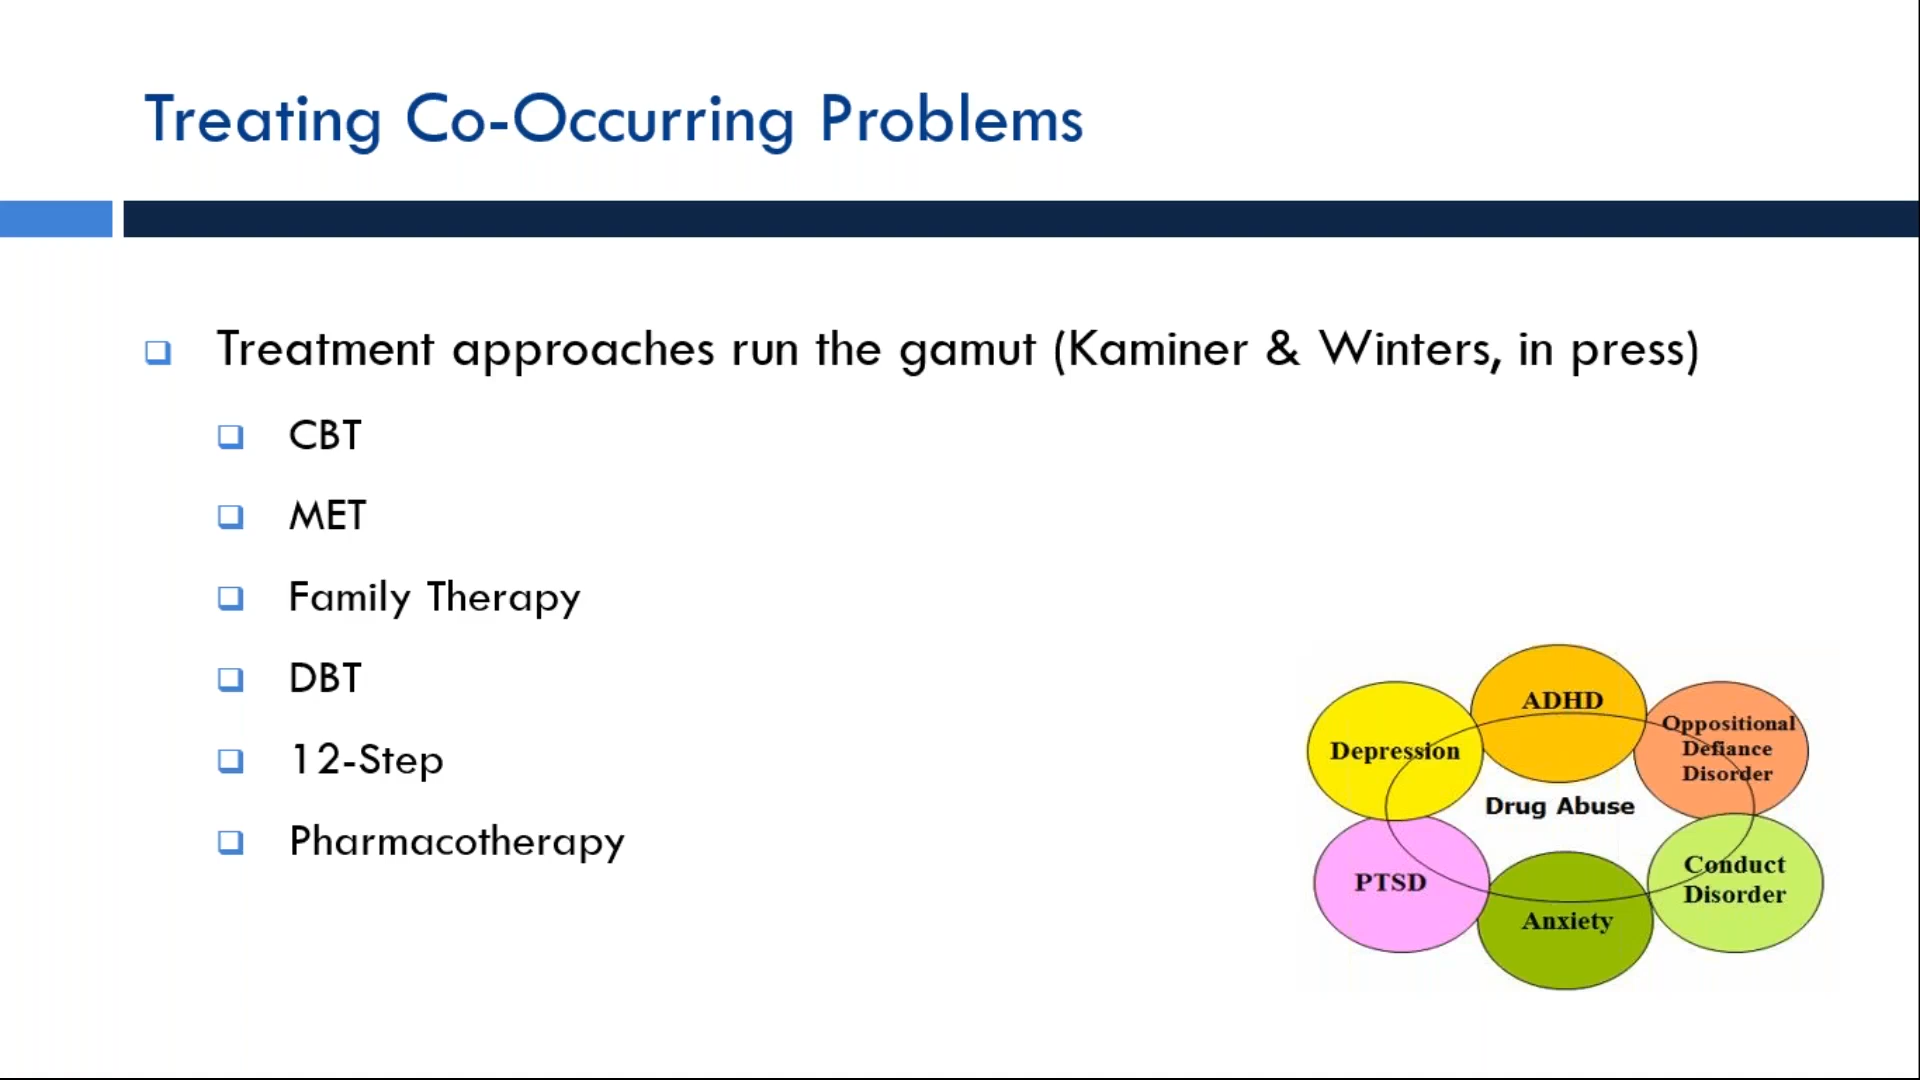 Treating Co-Occurring Problems
Treatment approaches run the gamut (Kaminer & Winters, in press)
CBT
MET
Family Therapy
DBT
12-Step
Pharmacotherapy
ADHD
Depression
Oppositional
Defiance
Disorder
Drug Abuse
PTSD
Conduct
Disorder
Anxiety